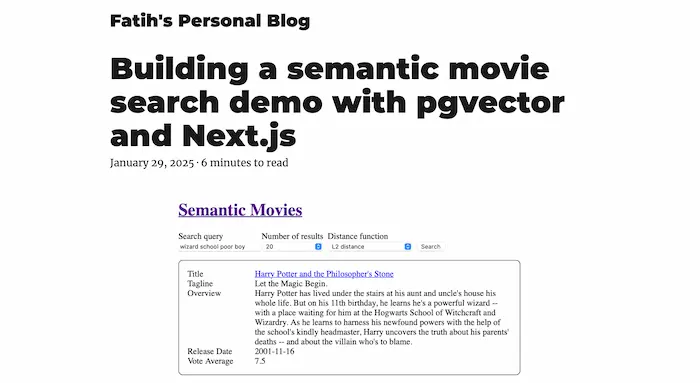 Fatih's Personal Blog
Building a semantic movie
search demo with pgvector
and Next.js
January 29, 2025 · 6 minutes to read
Semantic Movies
Search query Number of results Distance function
wizard school poor boy 20 L2 distance Search
Title Harry Potter and the Philosopher's Stone
Tagline Let the Magic Begin.
Overview Harry Potter has lived under the stairs at his aunt and uncle's house his
whole life. But on his 11th birthday, he learns he's a powerful wizard --
with a place waiting for him at the Hogwarts School of Witchcraft and
Wizardry. As he learns to harness his newfound powers with the help of
the school's kindly headmaster, Harry uncovers the truth about his parents'
deaths -- and about the villain who's to blame.
Release Date 2001-11-16
Vote Average 7.5